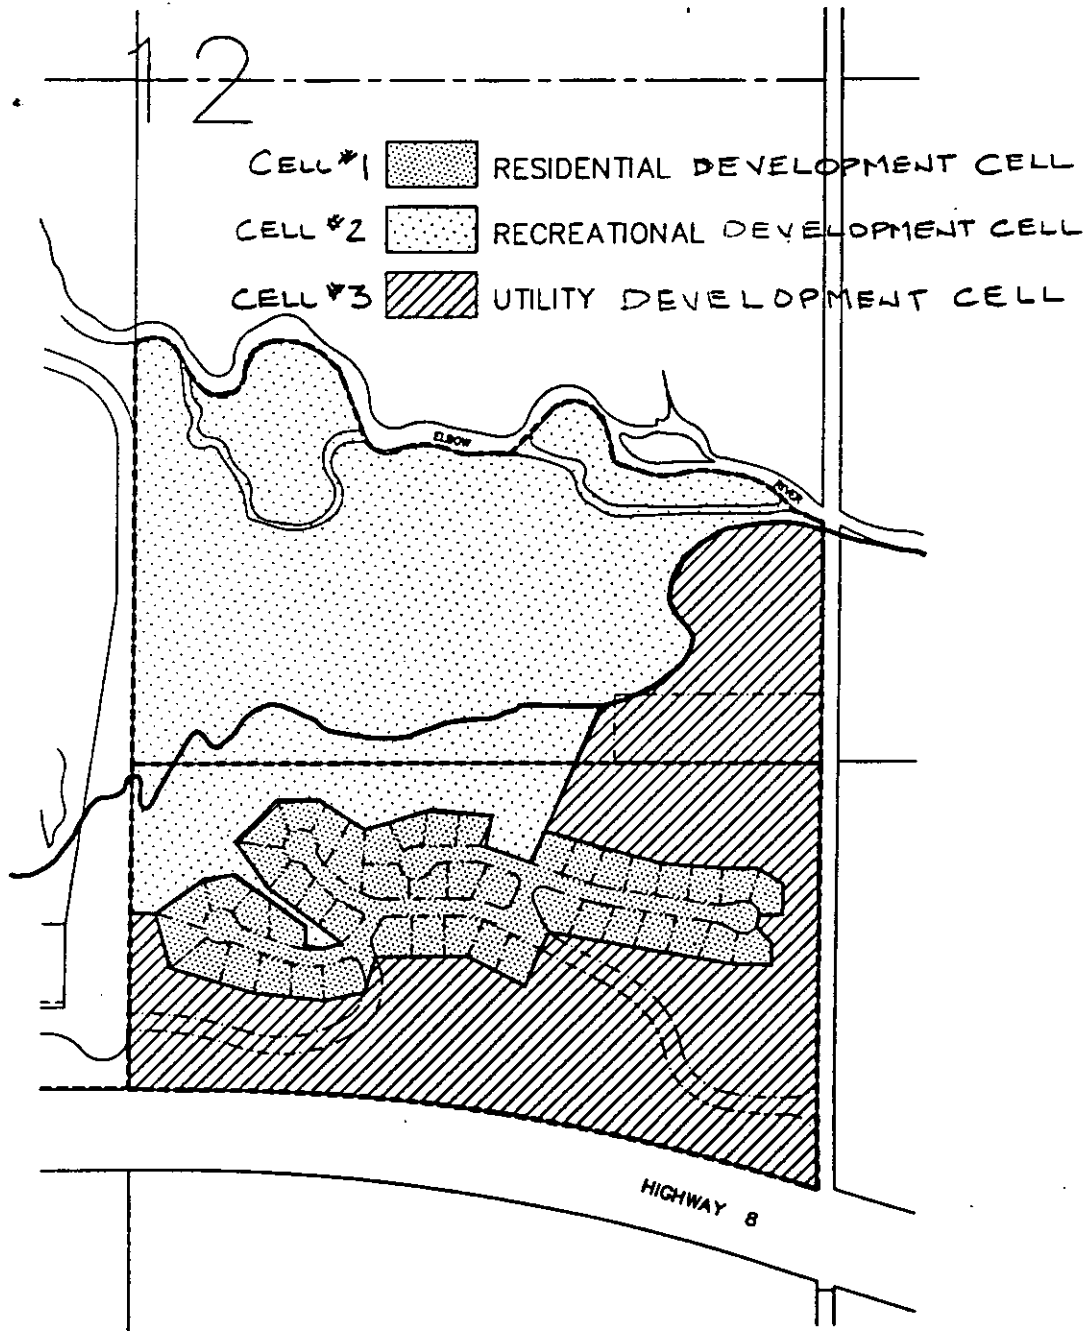 12
CELL #1 RESIDENTIAL DEVELOPMENT CELL
CELL #2 RECREATIONAL DEVELOPMENT CELL
CELL #3 UTILITY DEVELOPMENT CELL
ELBOW
RIVER
HIGHWAY 8